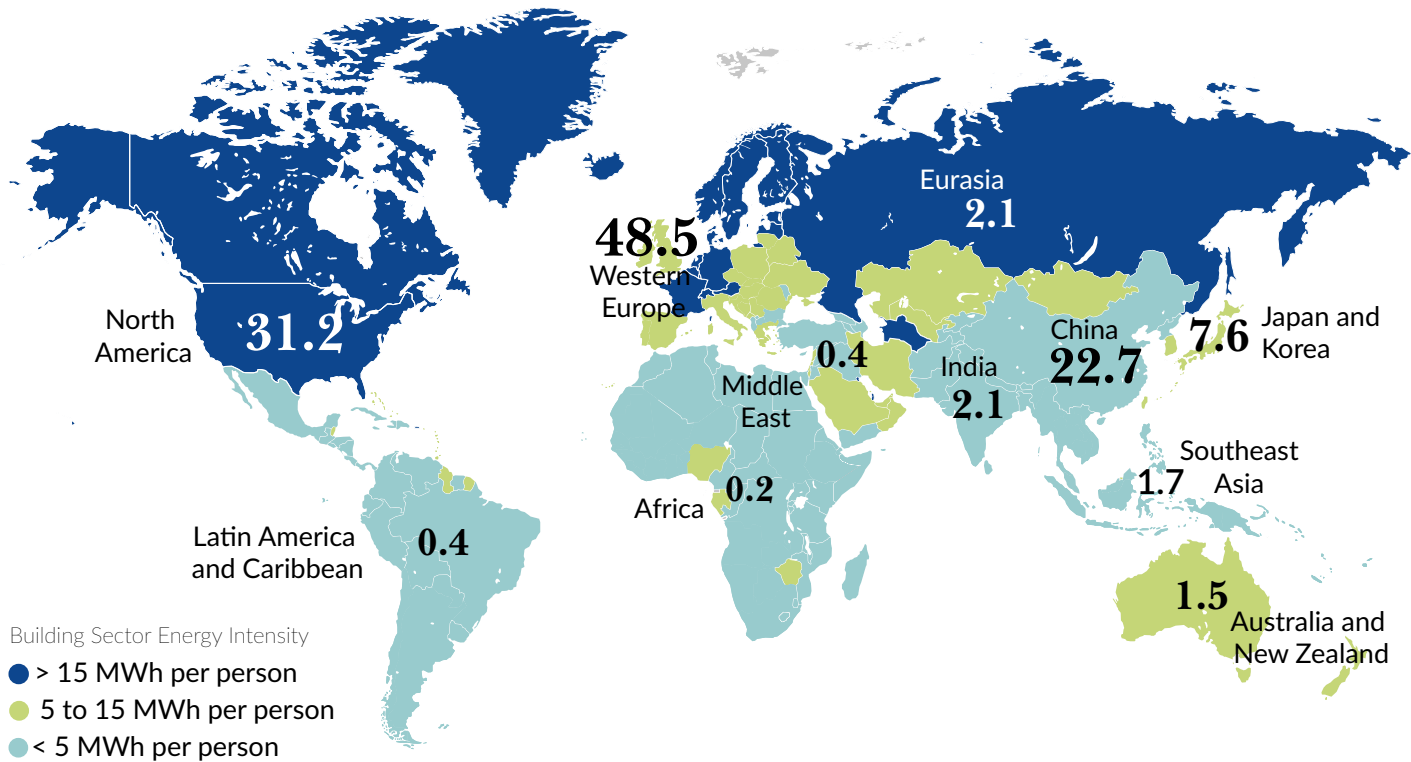 Eurasia
2.1
48.5
Western
Europe
North
America
31.2
Japan and
Korea
7.6
China
22.7
0.4
India
2.1
Middle
East
Southeast
Asia
1.7
0.2
Africa
Latin America
and Caribbean
0.4
1.5
Australia and
New Zealand
Building Sector Energy Intensity
> 15 MWh per person
5 to 15 MWh per person
< 5 MWh per person